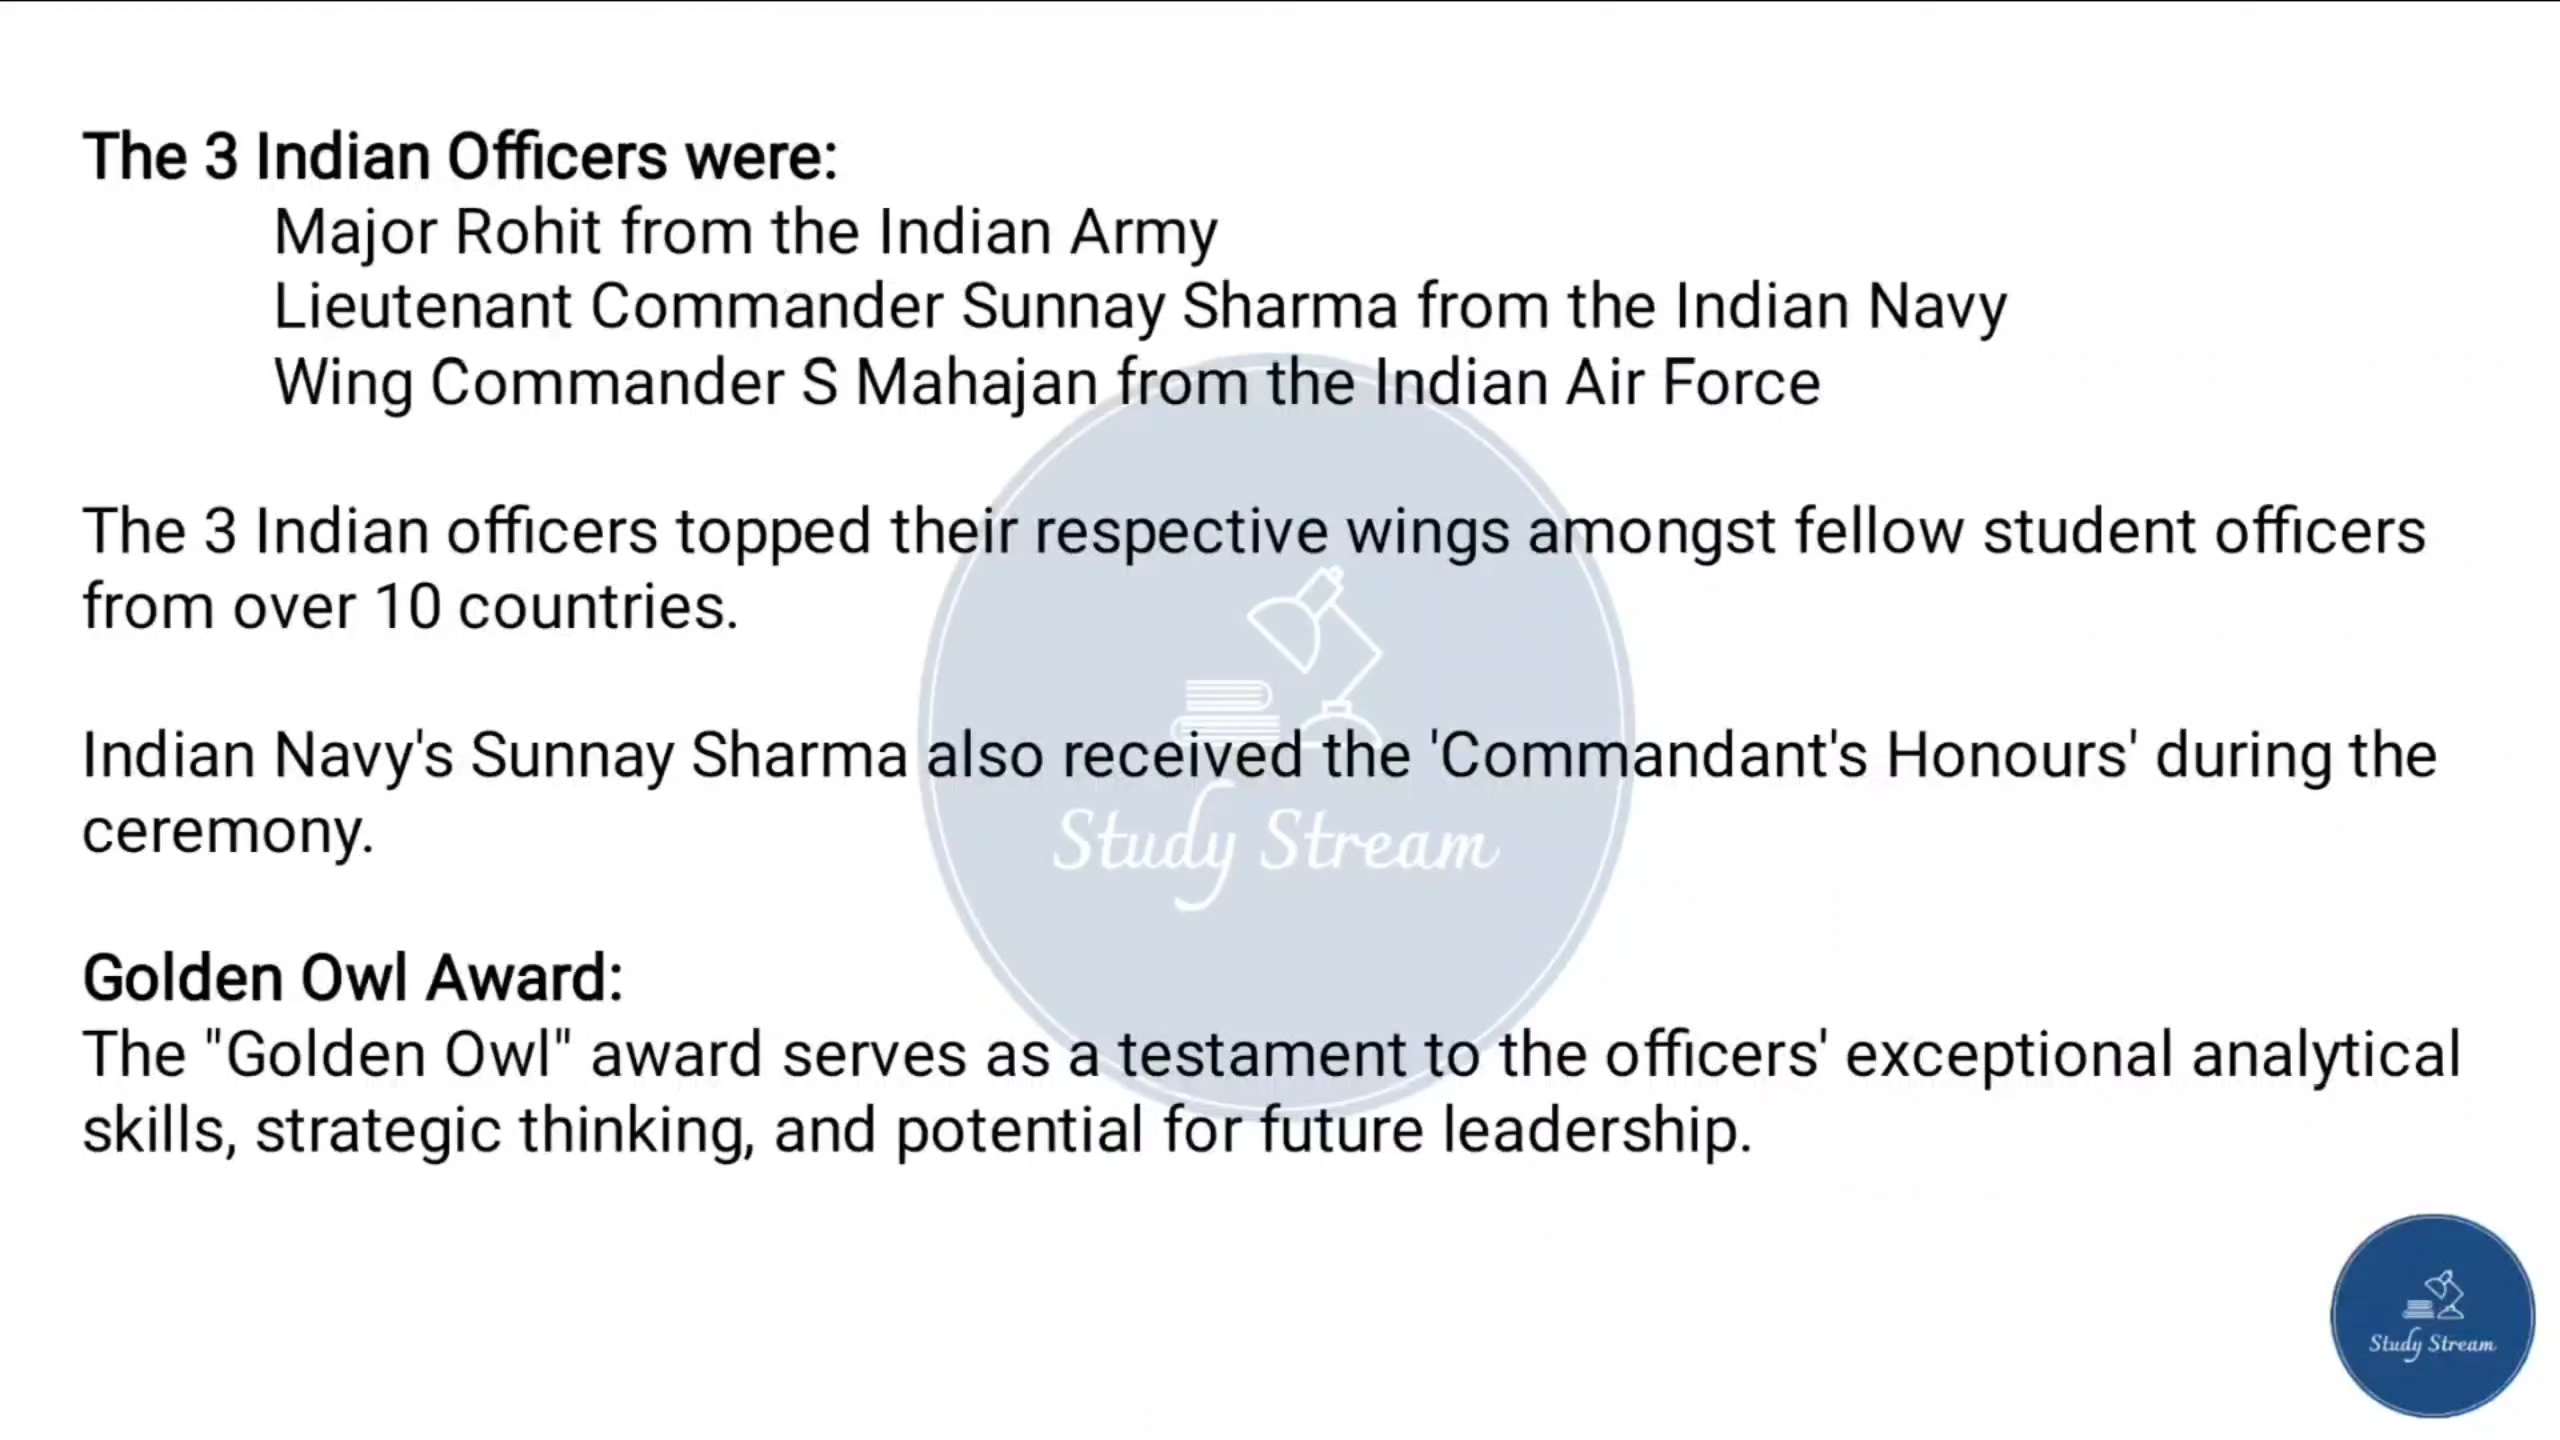 The 3 Indian Officers were:
Major Rohit from the Indian Army
Lieutenant Commander Sunnay Sharma from the Indian Navy
Wing Commander S Mahajan from the Indian Air Force
The 3 Indian officers topped their respective wings amongst fellow student officers
from over 10 countries.
Indian Navy's Sunnay Sharma also received the 'Commandant's Honours' during the
ceremony.
Study Stream
Golden Owl Award:
The "Golden Owl" award serves as a testament to the officers' exceptional analytical
skills, strategic thinking, and potential for future leadership.
Study Stream